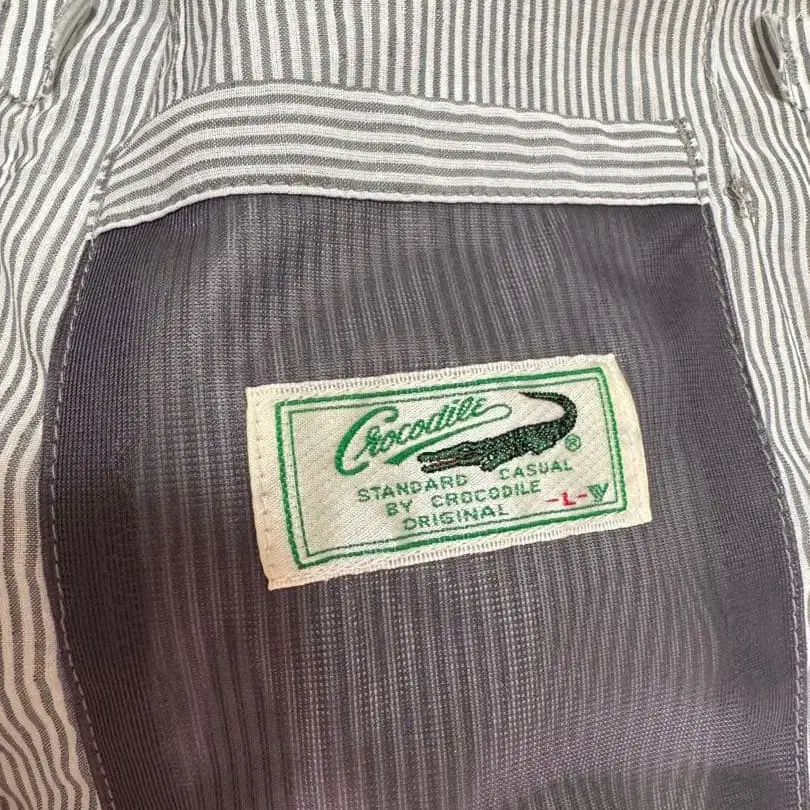 Crocodile ®
STANDARD CASUAL
BY CROCODILE
ORIGINAL -L-